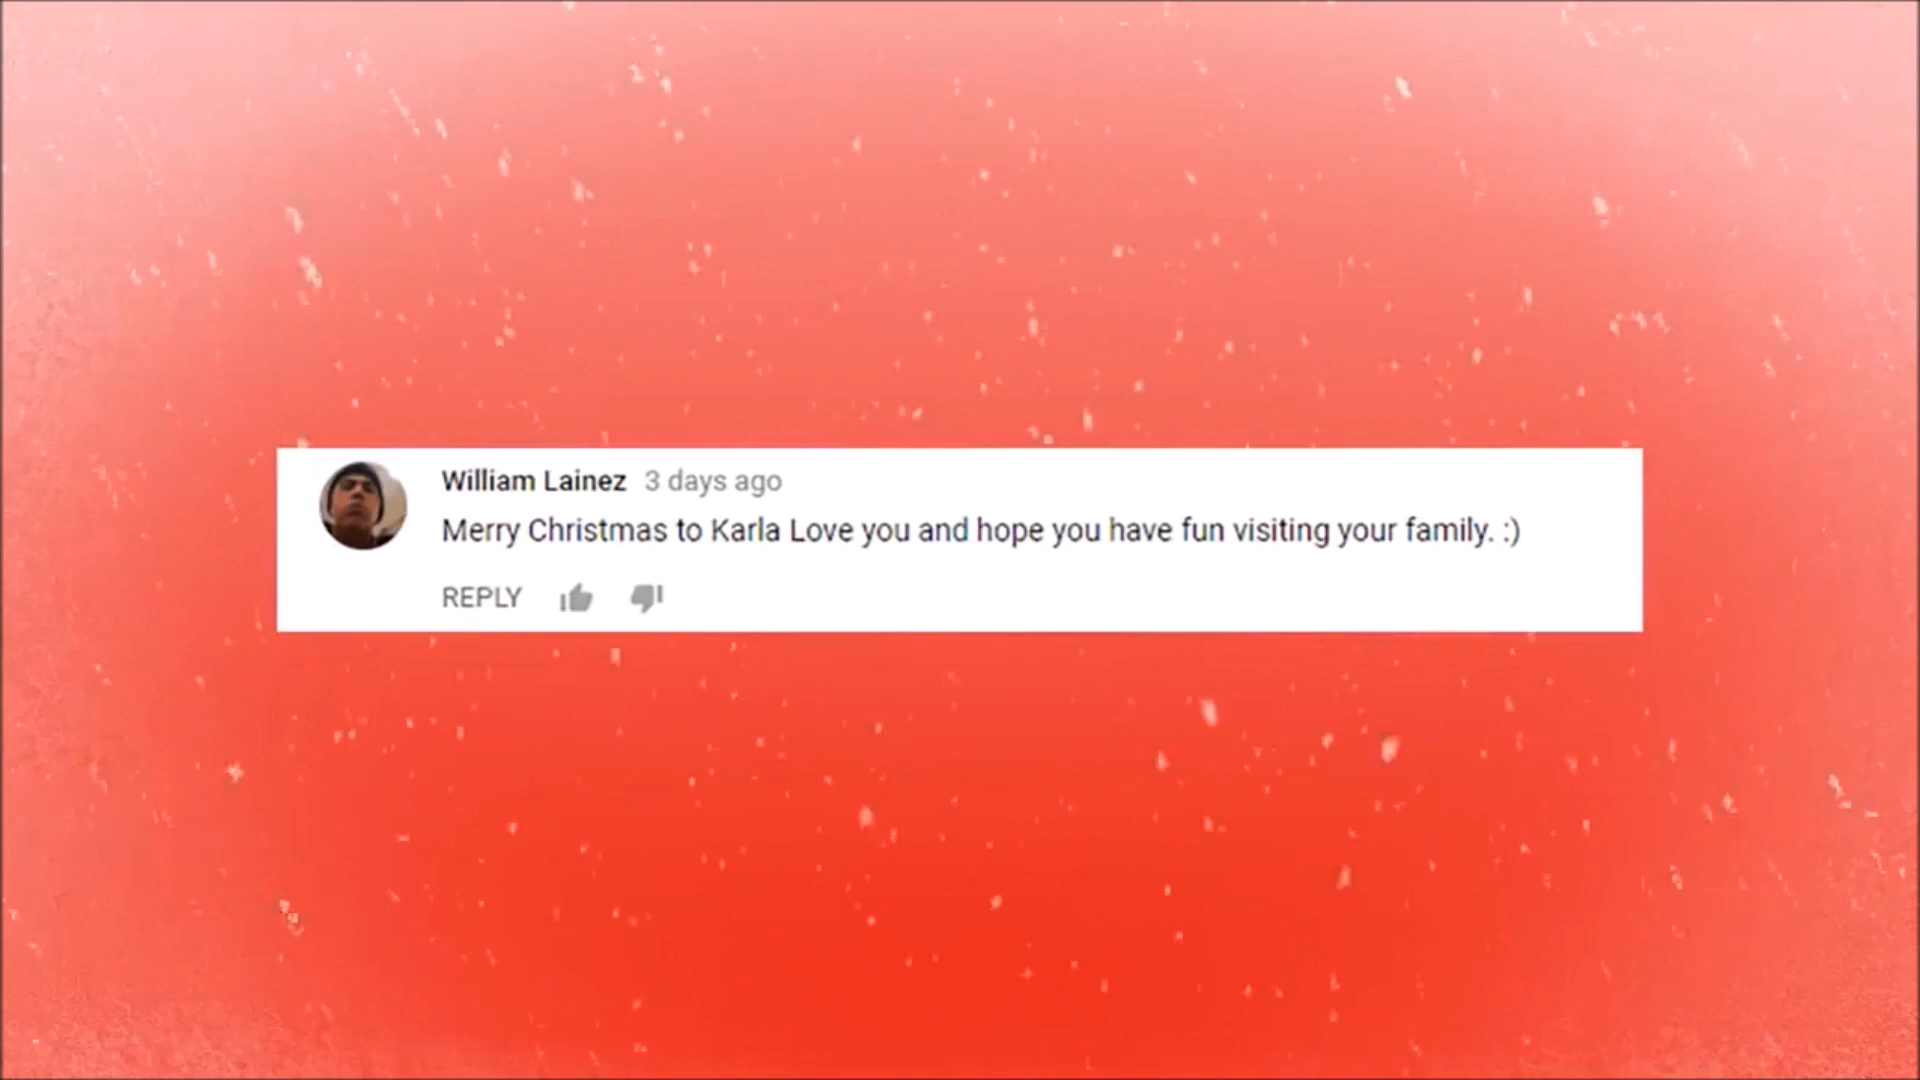 William Lainez 3 days ago
Merry Christmas to Karla Love you and hope you have fun visiting your family. :)
REPLY